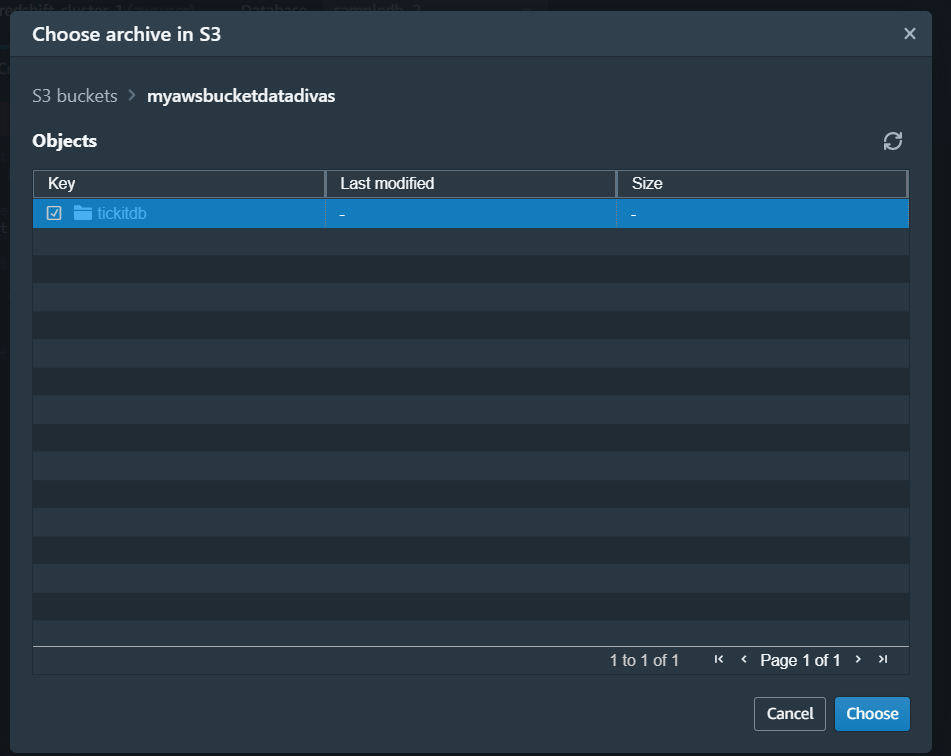 Choose archive in S3
S3 buckets > myawsbucketdatadivas
Objects
Key Last modified Size
tickitdb - -
1 to 1 of 1 Page 1 of 1
Cancel Choose